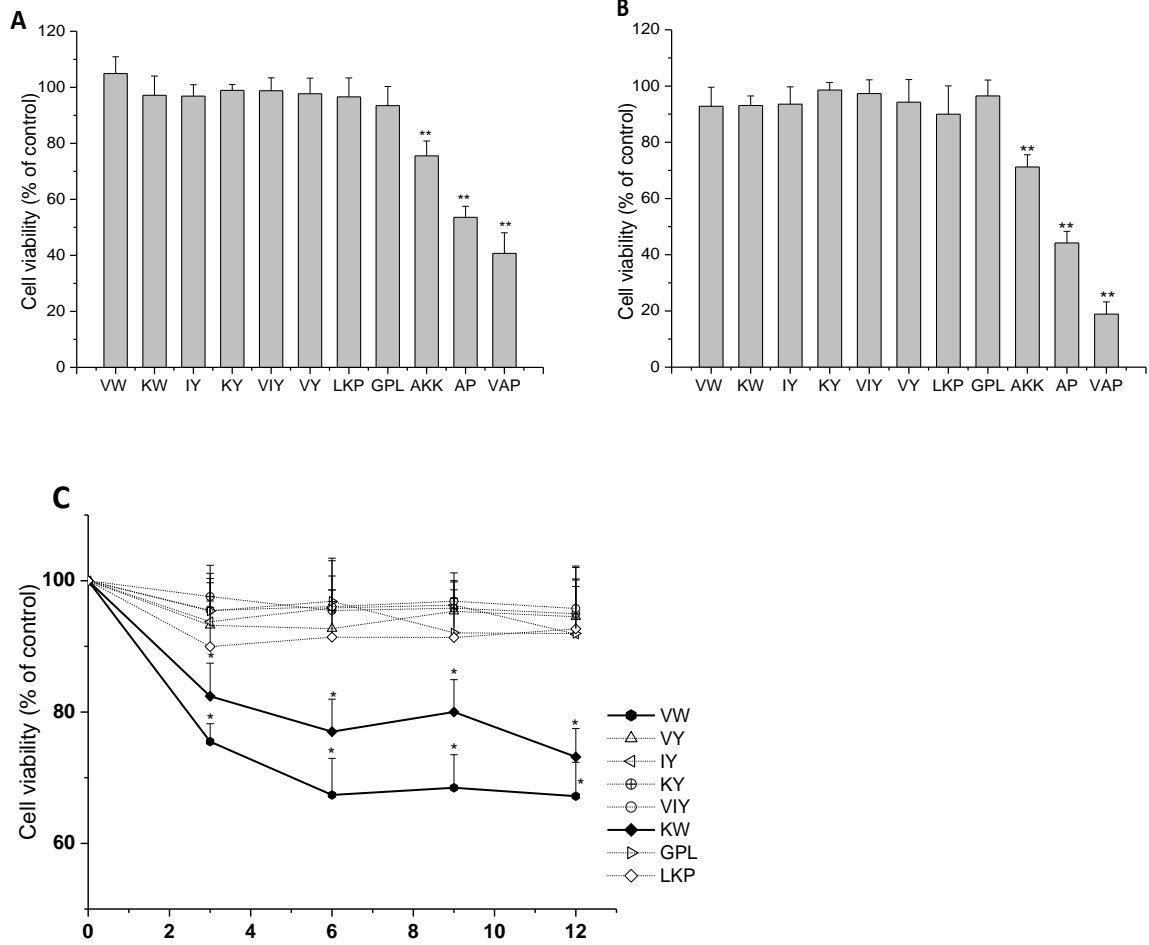 A
Cell viability (% of control)
120
100
80
60
40
20
0
**
**
**
VW KW IY KY VIY VY LKP GPL AKK AP VAP
B
Cell viability (% of control)
120
100
80
60
40
20
0
**
**
**
VW KW IY KY VIY VY LKP GPL AKK AP VAP
C
Cell viability (% of control)
100
80
60
*
*
*
*
*
*
*
*
0 2 4 6 8 10 12
VW
VY
IY
KY
VIY
KW
GPL
LKP